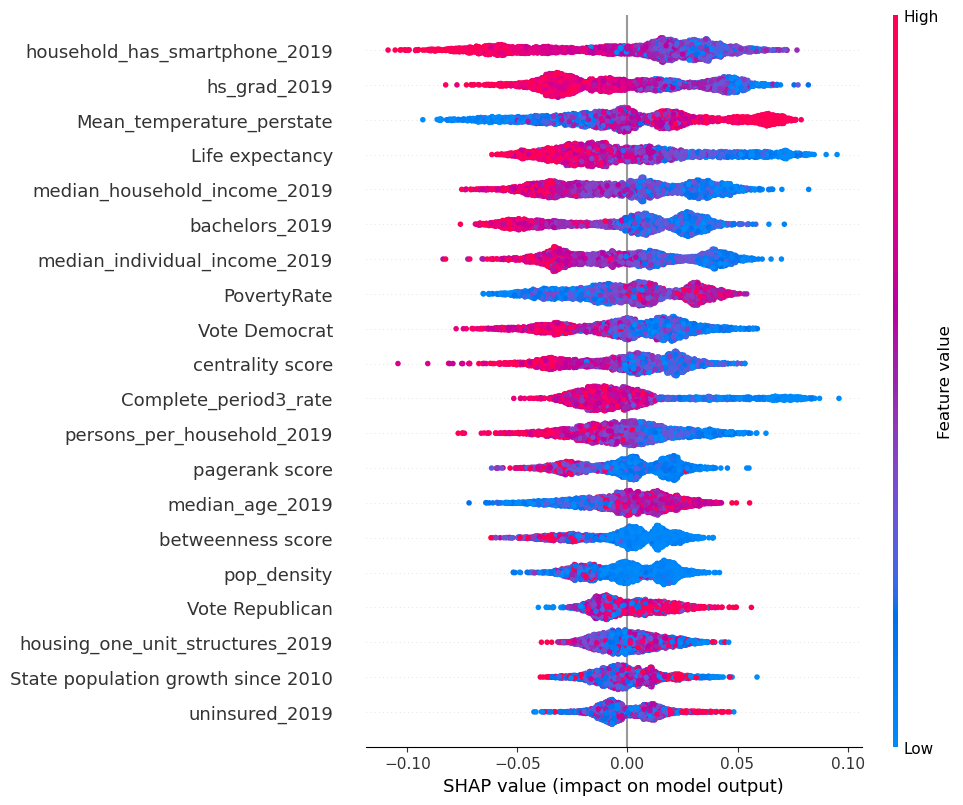 High
household_has_smartphone_2019
hs_grad_2019
Mean_temperature_perstate
Life expectancy
median_household_income_2019
bachelors_2019
median_individual_income_2019
PovertyRate
Vote Democrat
centrality score
Complete_period3_rate
persons_per_household_2019
pagerank score
median_age_2019
betweenness score
pop_density
Vote Republican
housing_one_unit_structures_2019
State population growth since 2010
uninsured_2019
Feature value
Low
−0.10 −0.05 0.00 0.05 0.10
SHAP value (impact on model output)